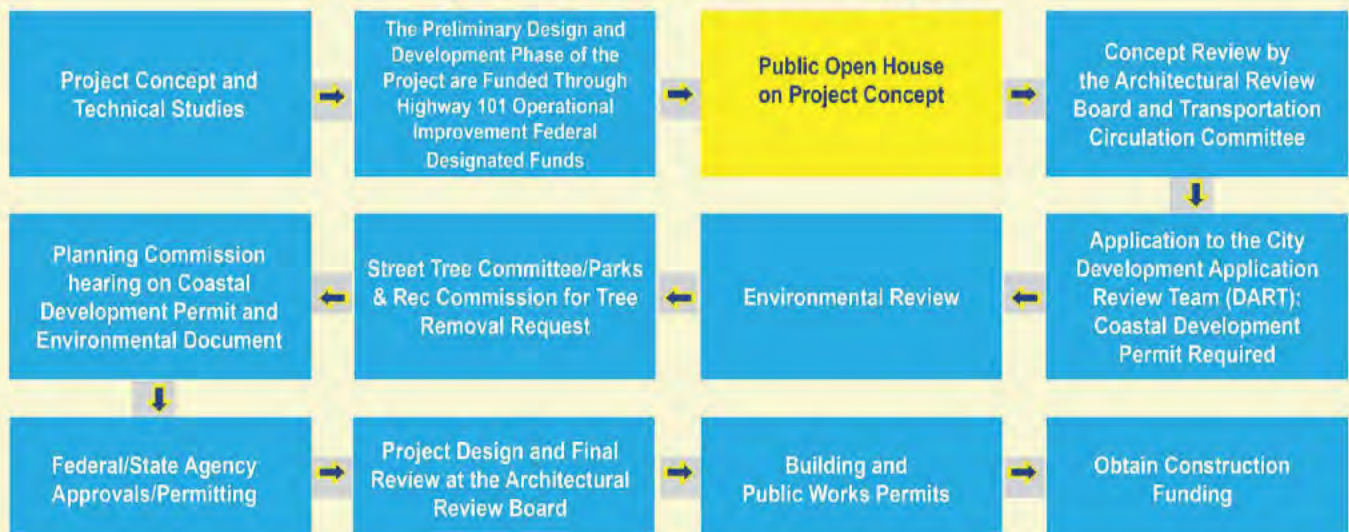 Project Concept and
Technical Studies
The Preliminary Design and
Development Phase of the
Project are Funded Through
Highway 101 Operational
Improvement Federal
Designated Funds
Public Open House
on Project Concept
Concept Review by
the Architectural Review
Board and Transportation
Circulation Committee
Application to the City
Development Application
Review Team (DART):
Coastal Development
Permit Required
Environmental Review
Street Tree Committee/Parks
& Rec Commission for Tree
Removal Request
Planning Commission
hearing on Coastal
Development Permit and
Environmental Document
Federal/State Agency
Approvals/Permitting
Project Design and Final
Review at the Architectural
Review Board
Building and
Public Works Permits
Obtain Construction
Funding